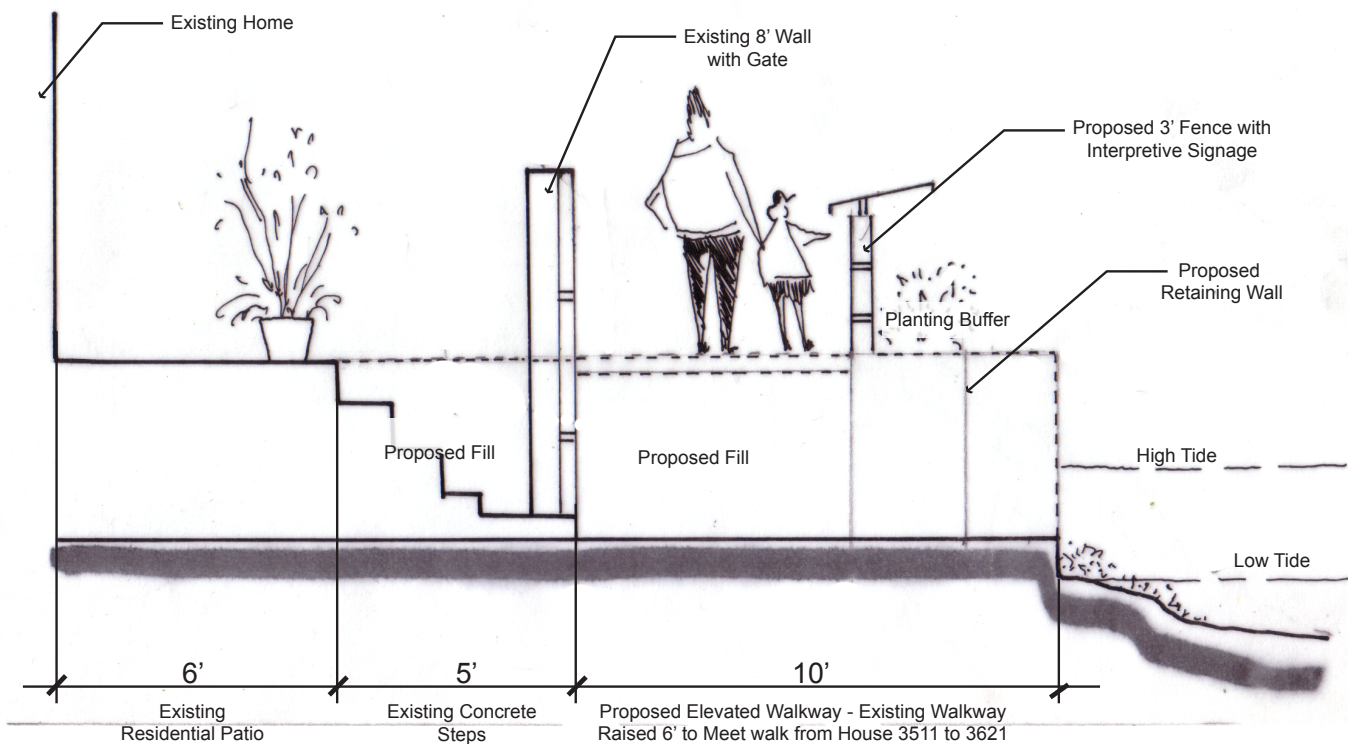 Existing Home
Existing 8’ Wall
with Gate
Proposed 3’ Fence with
Interpretive Signage
Proposed
Retaining Wall
Planting Buffer
Proposed Fill
Proposed Fill
High Tide
Low Tide
6’
5’
10’
Existing
Residential Patio
Existing Concrete
Steps
Proposed Elevated Walkway - Existing Walkway
Raised 6’ to Meet walk from House 3511 to 3621